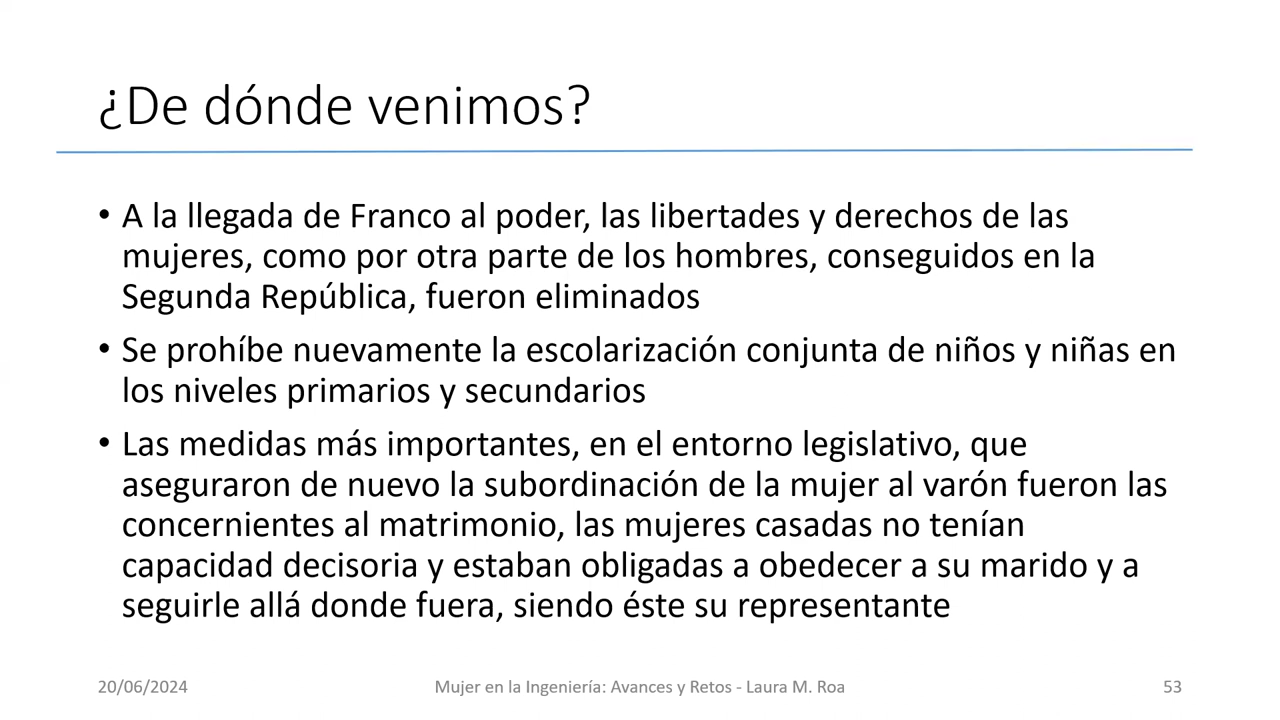 ¿De dónde venimos?
• A la llegada de Franco al poder, las libertades y derechos de las
mujeres, como por otra parte de los hombres, conseguidos en la
Segunda República, fueron eliminados
• Se prohíbe nuevamente la escolarización conjunta de niños y niñas en
los niveles primarios y secundarios
• Las medidas más importantes, en el entorno legislativo, que
aseguraron de nuevo la subordinación de la mujer al varón fueron las
concernientes al matrimonio, las mujeres casadas no tenían
capacidad decisoria y estaban obligadas a obedecer a su marido y a
seguirle allá donde fuera, siendo éste su representante
20/06/2024
Mujer en la Ingeniería: Avances y Retos - Laura M. Roa
53